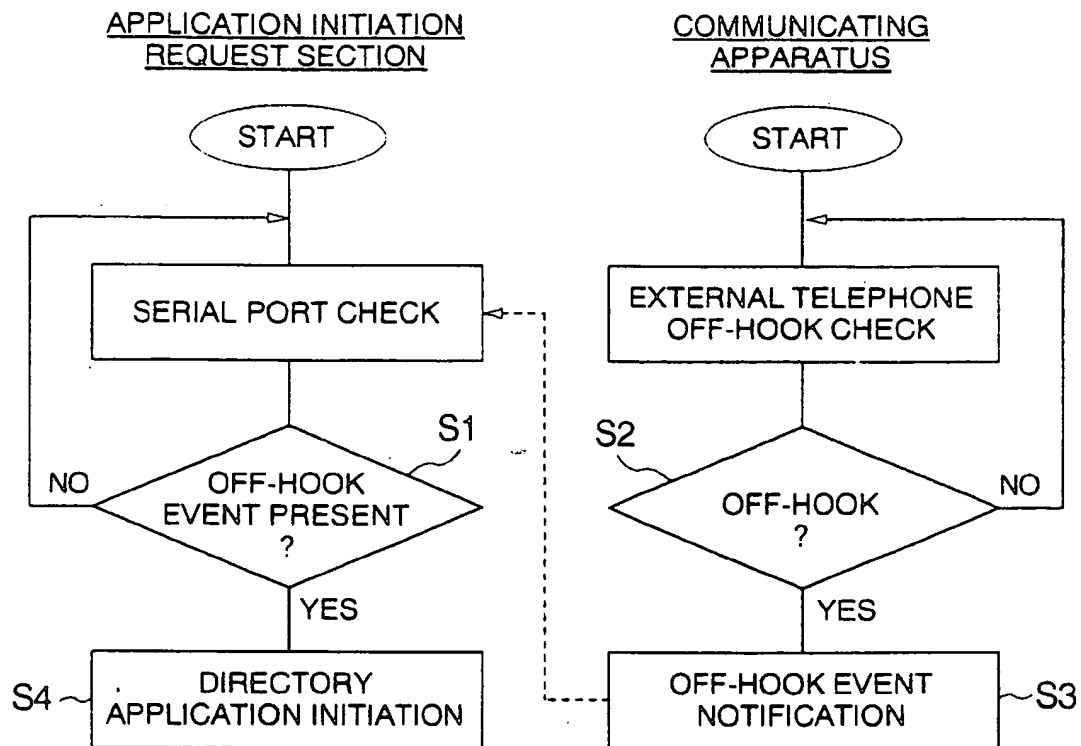 APPLICATION INITIATION
REQUEST SECTION
START
SERIAL PORT CHECK
S1
NO
OFF-HOOK
EVENT PRESENT
?
YES
S4
DIRECTORY
APPLICATION INITIATION
COMMUNICATING
APPARATUS
START
EXTERNAL TELEPHONE
OFF-HOOK CHECK
S2
OFF-HOOK
?
NO
YES
OFF-HOOK EVENT
NOTIFICATION
S3